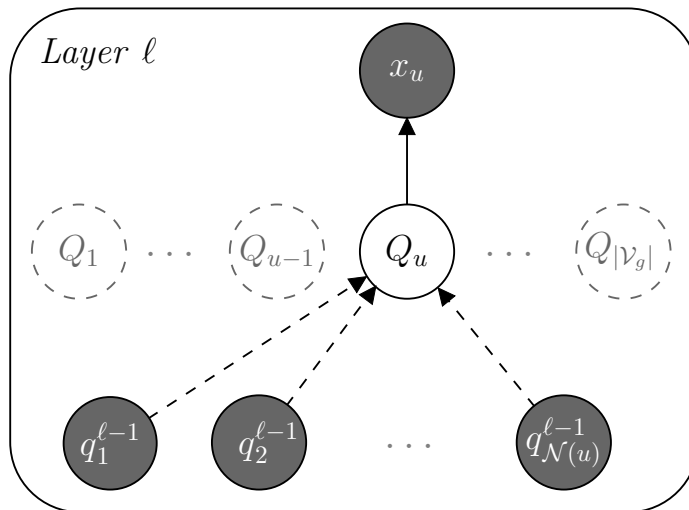 Layer ℓ
x_u
Q_1 ... Q_{u−1} Q_u ... Q_{|𝒱_g|}
q_1^{ℓ−1} q_2^{ℓ−1} ... q_{𝒩(u)}^{ℓ−1}